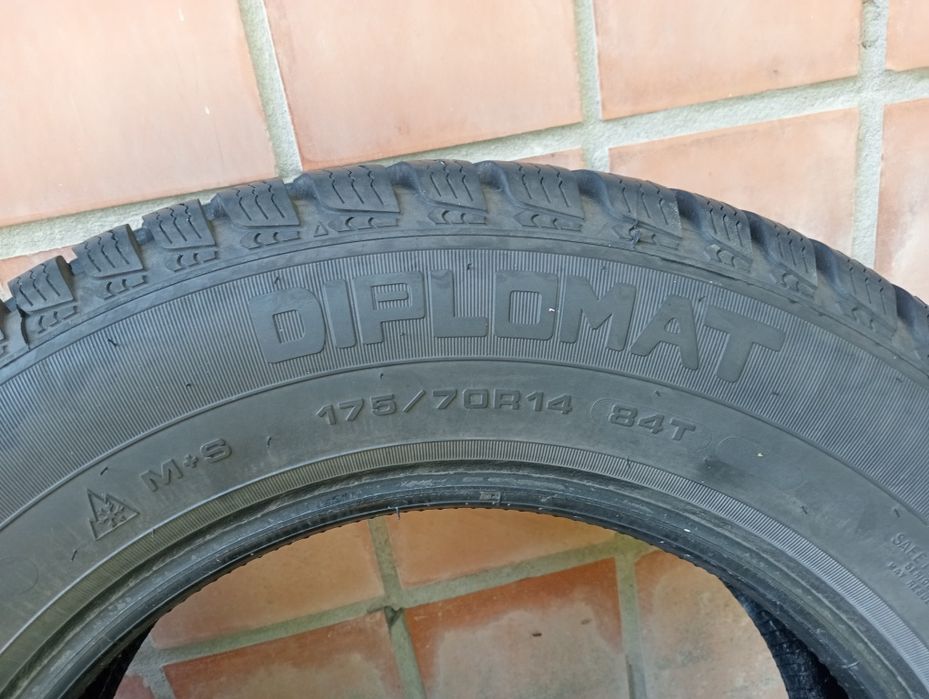 DIPLOMAT
175/70R14 84T
M+S